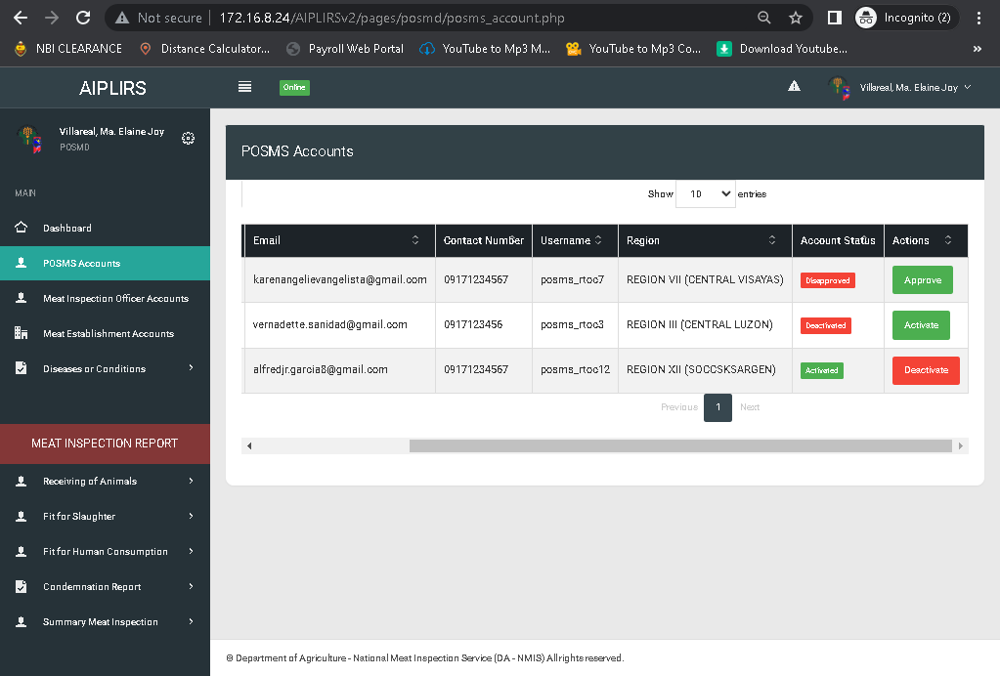 Not secure | 172.16.8.24/AIPLIRSv2/pages/posmd/posms_account.php
Incognito (2)
NBI CLEARANCE
Distance Calculator...
Payroll Web Portal
YouTube to Mp3 M...
YouTube to Mp3 Co...
Download Youtube...
»
AIPLIRS
Online
Villareal, Ma. Elaine Joy
Villareal, Ma. Elaine Joy
POSMD
MAIN
Dashboard
POSMS Accounts
Meat Inspection Officer Accounts
Meat Establishment Accounts
Diseases or Conditions
MEAT INSPECTION REPORT
Receiving of Animals
Fit for Slaughter
Fit for Human Consumption
Condemnation Report
Summary Meat Inspection
POSMS Accounts
Show 10 entries
Email Contact Number Username Region Account Status Actions
karenangelievangelista@gmail.com 09171234567 posms_rtoc7 REGION VII (CENTRAL VISAYAS) Disapproved Approve
vernadette.sanidad@gmail.com 0917123456 posms_rtoc3 REGION III (CENTRAL LUZON) Deactivated Activate
alfredjr.garcia8@gmail.com 09171234567 posms_rtoc12 REGION XII (SOCCSKSARGEN) Activated Deactivate
Previous 1 Next
© Department of Agriculture - National Meat Inspection Service (DA - NMIS) All rights reserved.